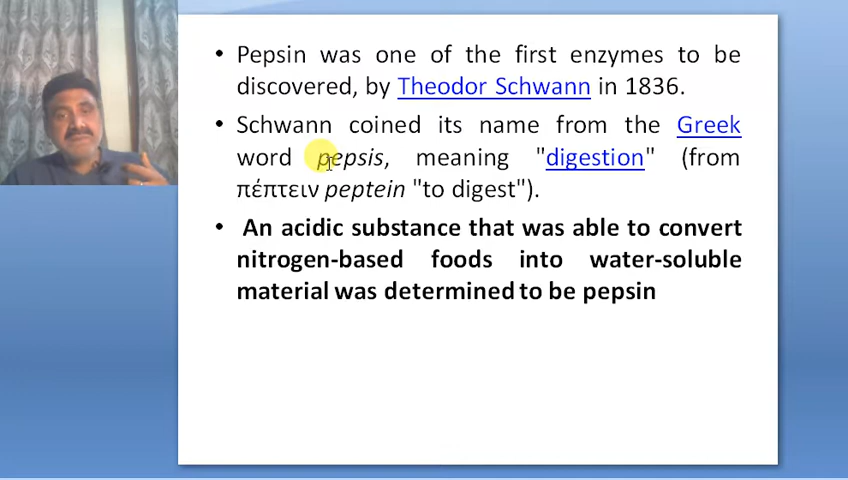 • Pepsin was one of the first enzymes to be
discovered, by Theodor Schwann in 1836.
• Schwann coined its name from the Greek
word pepsis, meaning "digestion" (from
πέπτειν peptein "to digest").
• An acidic substance that was able to convert
nitrogen-based foods into water-soluble
material was determined to be pepsin